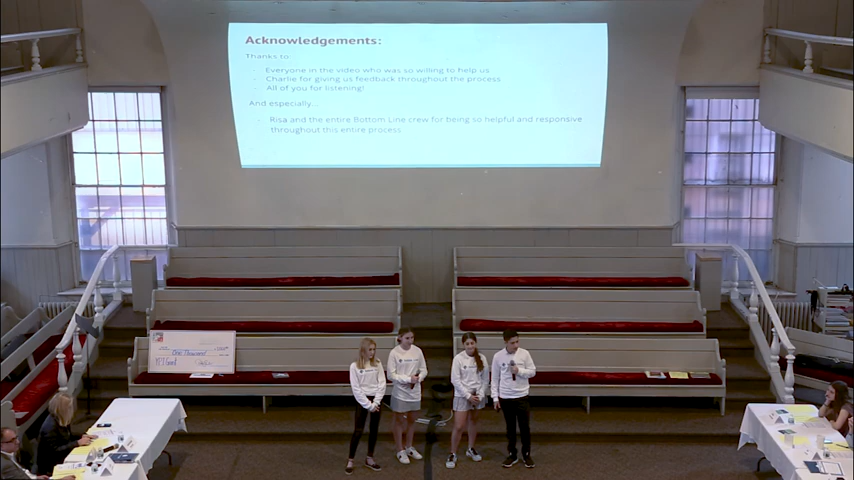 Acknowledgements:
Thanks to
- Everyone in the video who was so willing to help us
- Charlie for giving us feedback throughout the process
- All of you for listening!
And especially...
- Risa and the entire Bottom Line crew for being so helpful and responsive
throughout this entire process
One Thousand